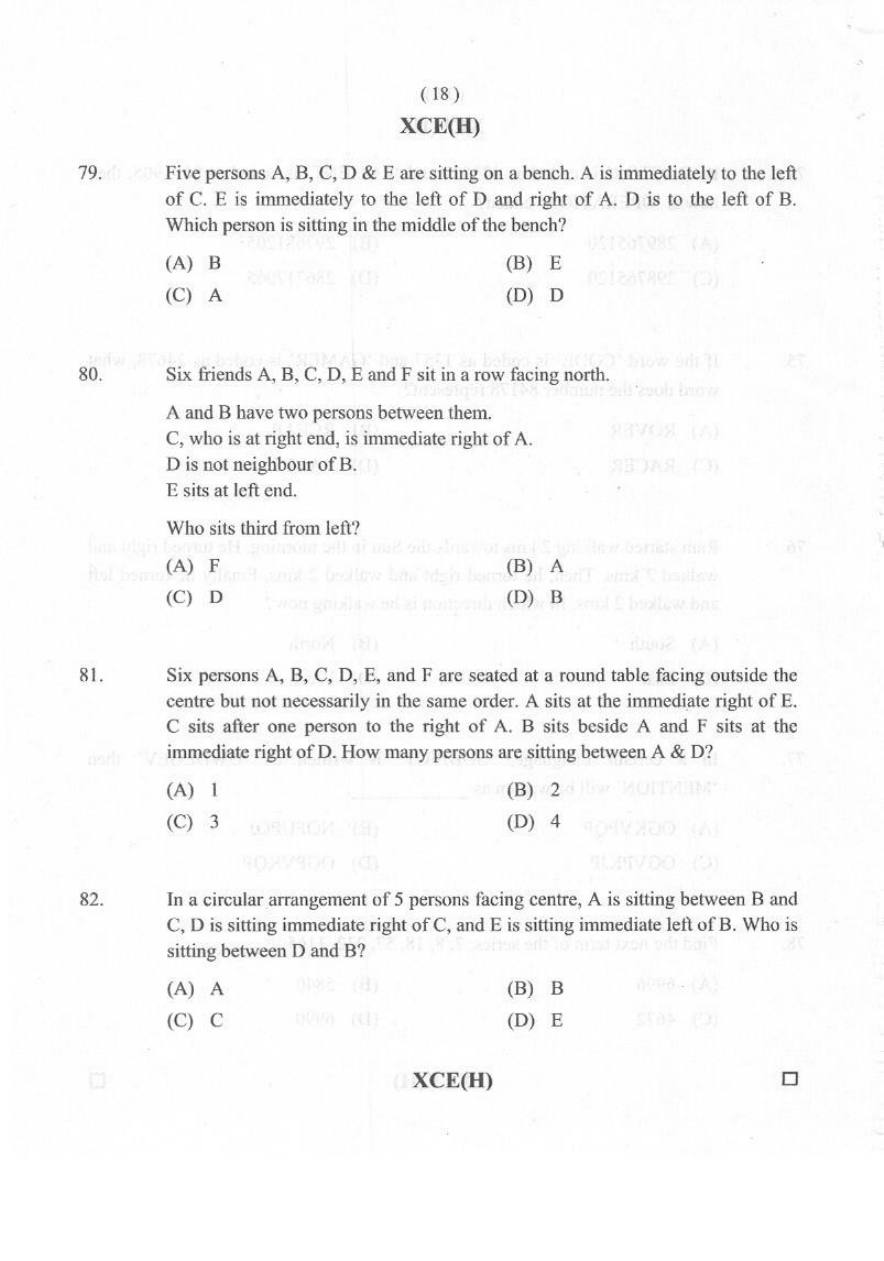 ( 18 )
XCE(H)
79. Five persons A, B, C, D & E are sitting on a bench. A is immediately to the left
of C. E is immediately to the left of D and right of A. D is to the left of B.
Which person is sitting in the middle of the bench?
(A) B (B) E
(C) A (D) D
80. Six friends A, B, C, D, E and F sit in a row facing north.
A and B have two persons between them.
C, who is at right end, is immediate right of A.
D is not neighbour of B.
E sits at left end.
Who sits third from left?
(A) F (B) A
(C) D (D) B
81. Six persons A, B, C, D, E, and F are seated at a round table facing outside the
centre but not necessarily in the same order. A sits at the immediate right of E.
C sits after one person to the right of A. B sits beside A and F sits at the
immediate right of D. How many persons are sitting between A & D?
(A) 1 (B) 2
(C) 3 (D) 4
82. In a circular arrangement of 5 persons facing centre, A is sitting between B and
C, D is sitting immediate right of C, and E is sitting immediate left of B. Who is
sitting between D and B?
(A) A (B) B
(C) C (D) E
XCE(H)